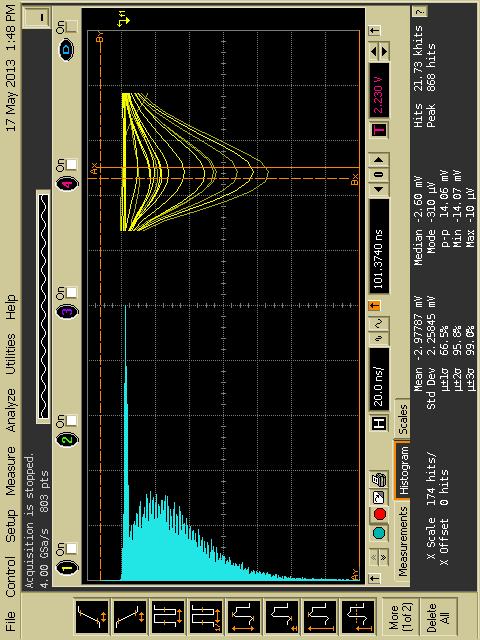 File Control Setup Measure Analyze Utilities Help 17 May 2013 1:48 PM
Acquisition is stopped.
4.00 GSa/s 803 pts
1 2 On 3 On 4 On D On
On
BY
1f1
AX
BX
AY
H 20.0 ns/ 101.3740 ns 0 T 2.230 V
More
(1of 2)
Delete
All
Measurements Histogram Scales
X Scale 174 hits/
X Offset 0 hits
Mean -2.97787 mV
Std Dev 2.25845 mV
µ±1σ 66.5%
µ±2σ 95.8%
µ±3σ 99.0%
Median -2.60 mV
Mode -310 µV
p-p 14.06 mV
Min -14.07 mV
Max -10 µV
Hits 21.73 khits
Peak 868 hits
?